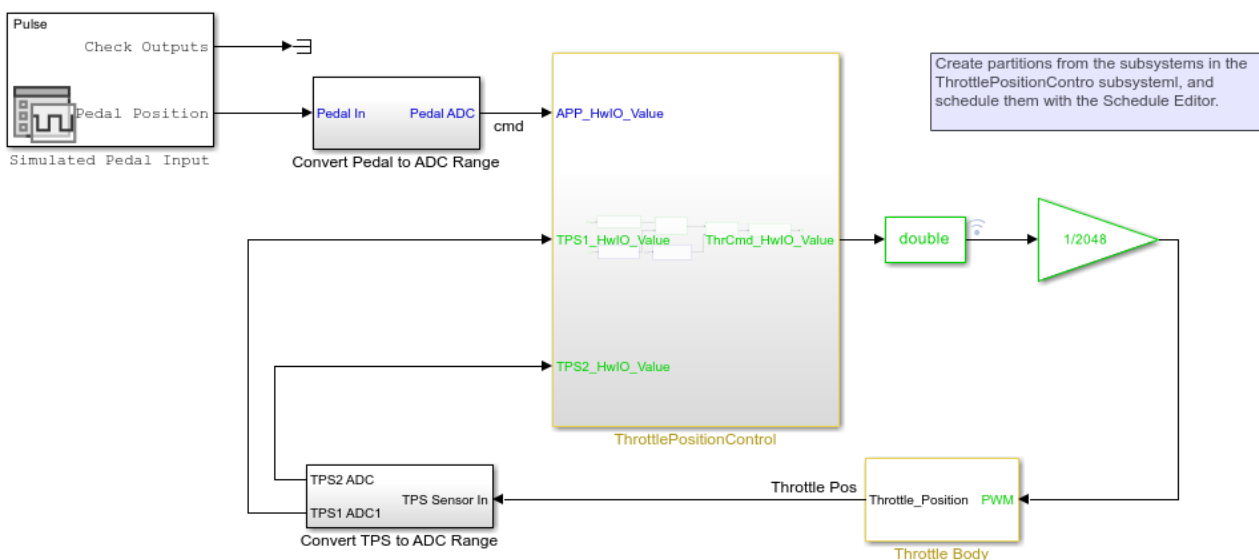 Pulse
Check Outputs
Pedal Position
Simulated Pedal Input
Pedal In
Pedal ADC
Convert Pedal to ADC Range
cmd
APP_HwIO_Value
TPS1_HwIO_Value
ThrCmd_HwIO_Value
TPS2_HwIO_Value
ThrottlePositionControl
Create partitions from the subsystems in the
ThrottlePositionContro subsysteml, and
schedule them with the Schedule Editor.
double
1/2048
TPS2 ADC
TPS1 ADC1
TPS Sensor In
Convert TPS to ADC Range
Throttle Pos
Throttle_Position
PWM
Throttle Body